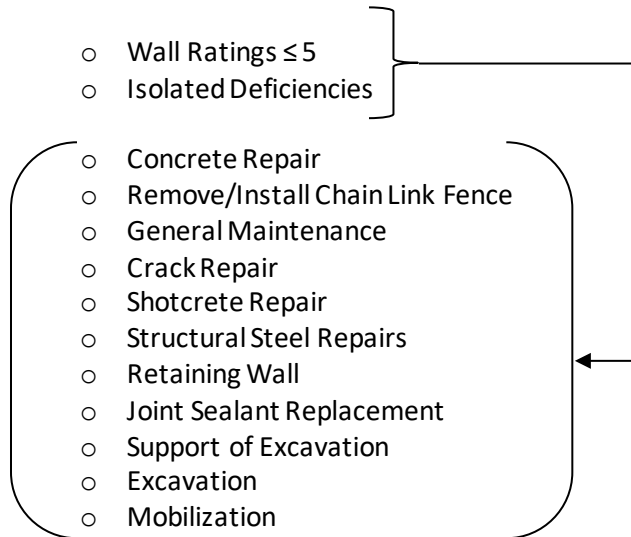 ○ Wall Ratings ≤ 5
○ Isolated Deficiencies
○ Concrete Repair
○ Remove/Install Chain Link Fence
○ General Maintenance
○ Crack Repair
○ Shotcrete Repair
○ Structural Steel Repairs
○ Retaining Wall
○ Joint Sealant Replacement
○ Support of Excavation
○ Excavation
○ Mobilization